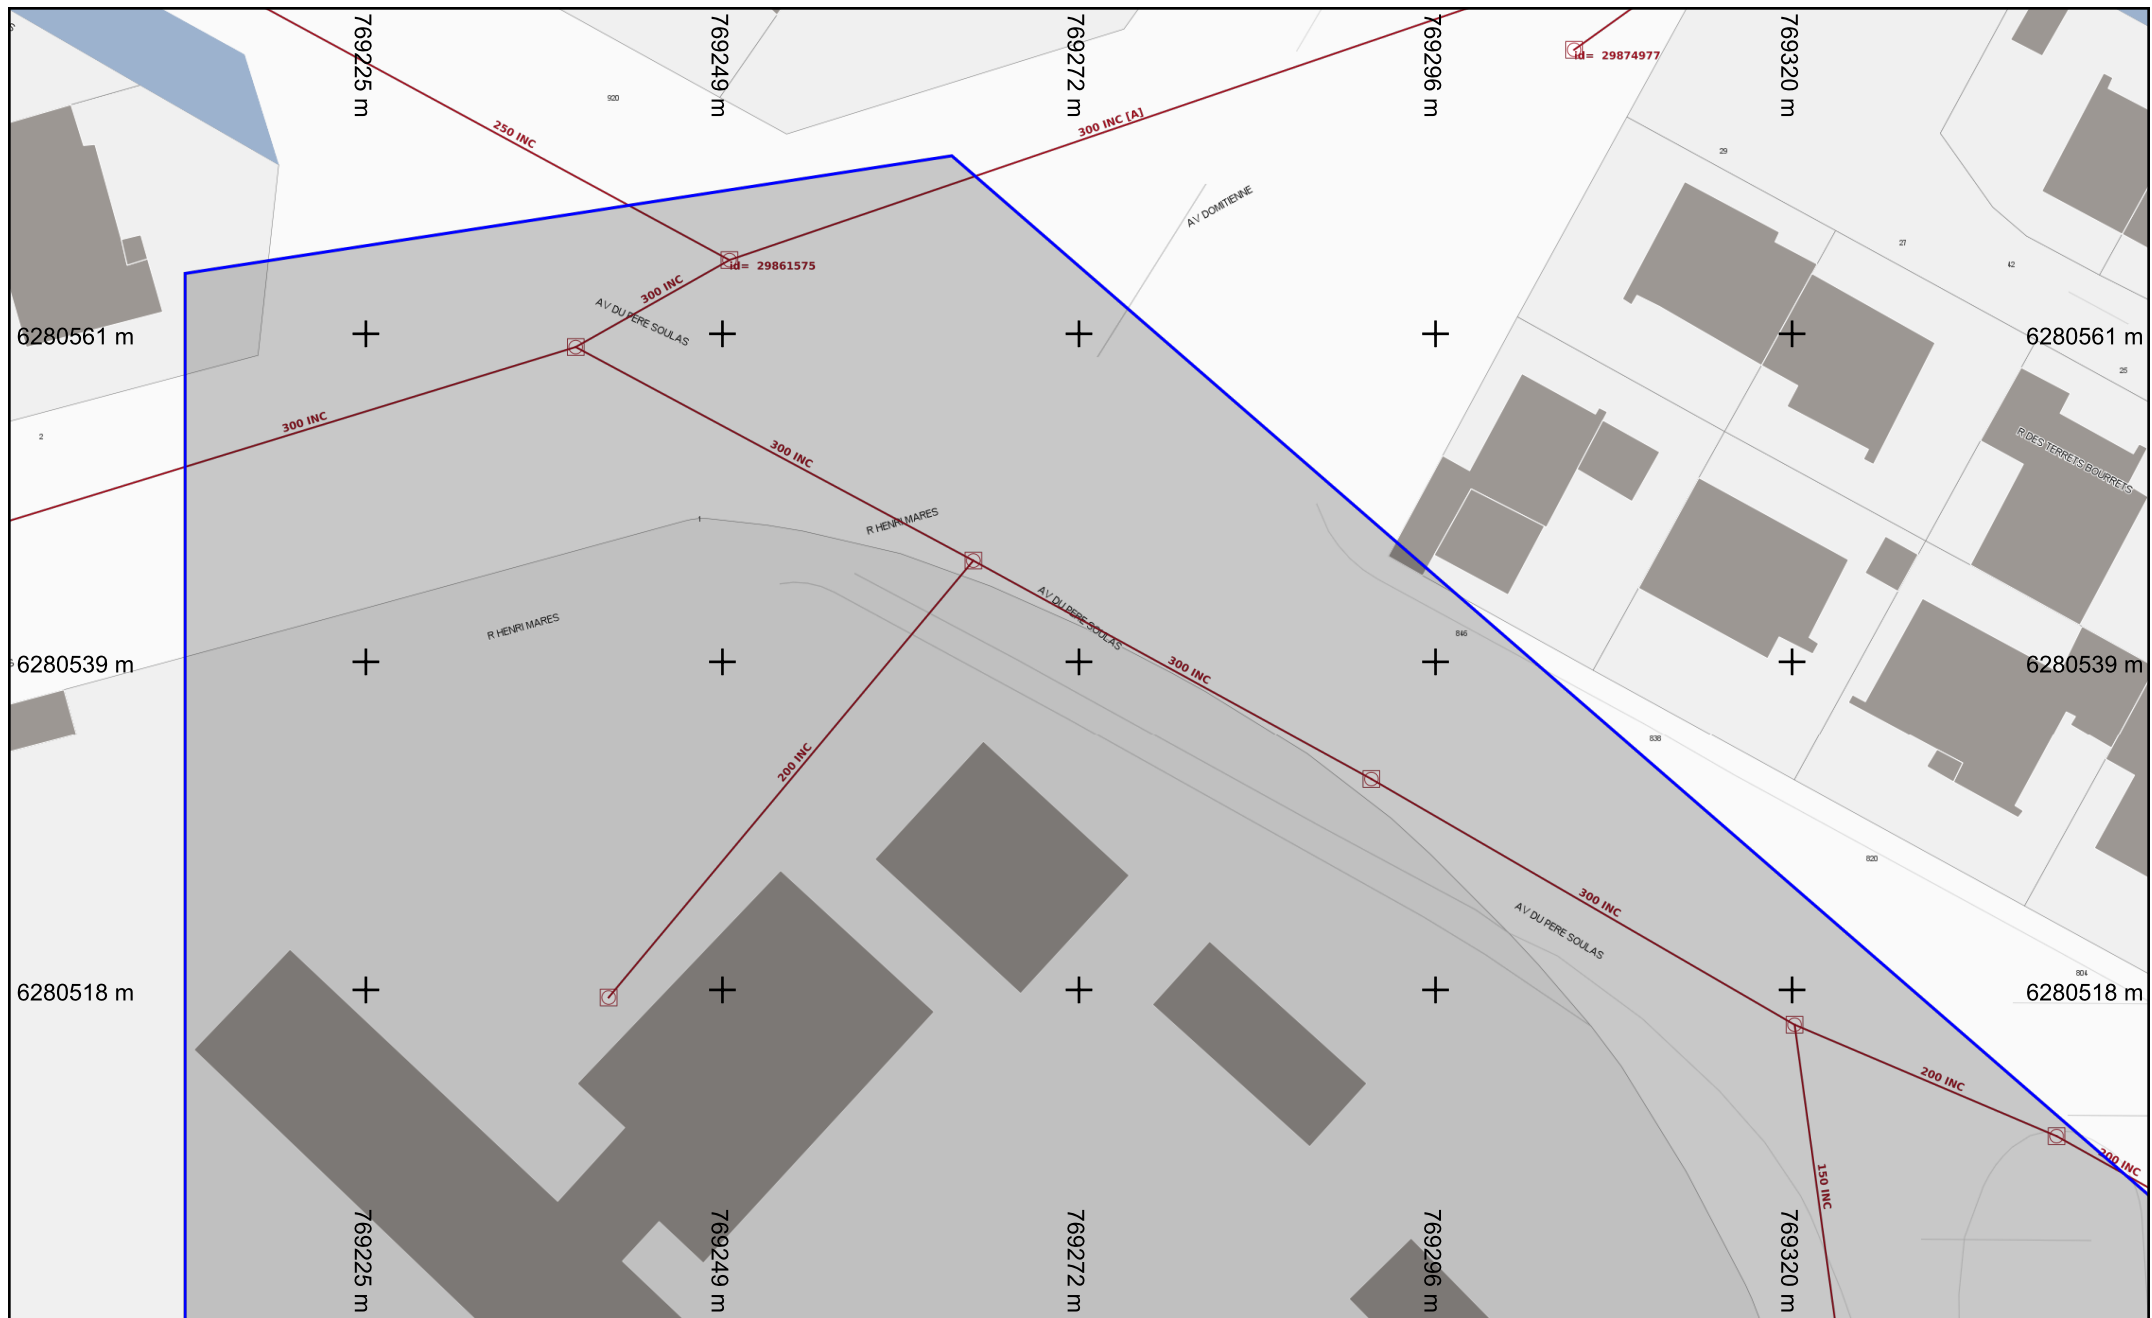 769225 m
769249 m
769272 m
769296 m
769320 m
id= 29874977
920
250 INC
300 INC [A]
29
AV DOMITIENNE
27
42
id= 29861575
300 INC
AV DU PERE SOULAS
6280561 m
6280561 m
25
300 INC
2
300 INC
R DES TERRETS BOURRETS
1
R HENRI MARES
AV DU PERE SOULAS
R HENRI MARES
846
6280539 m
6280539 m
300 INC
838
200 INC
820
300 INC
AV DU PERE SOULAS
804
6280518 m
6280518 m
200 INC
200 INC
150 INC
769225 m
769249 m
769272 m
769296 m
769320 m